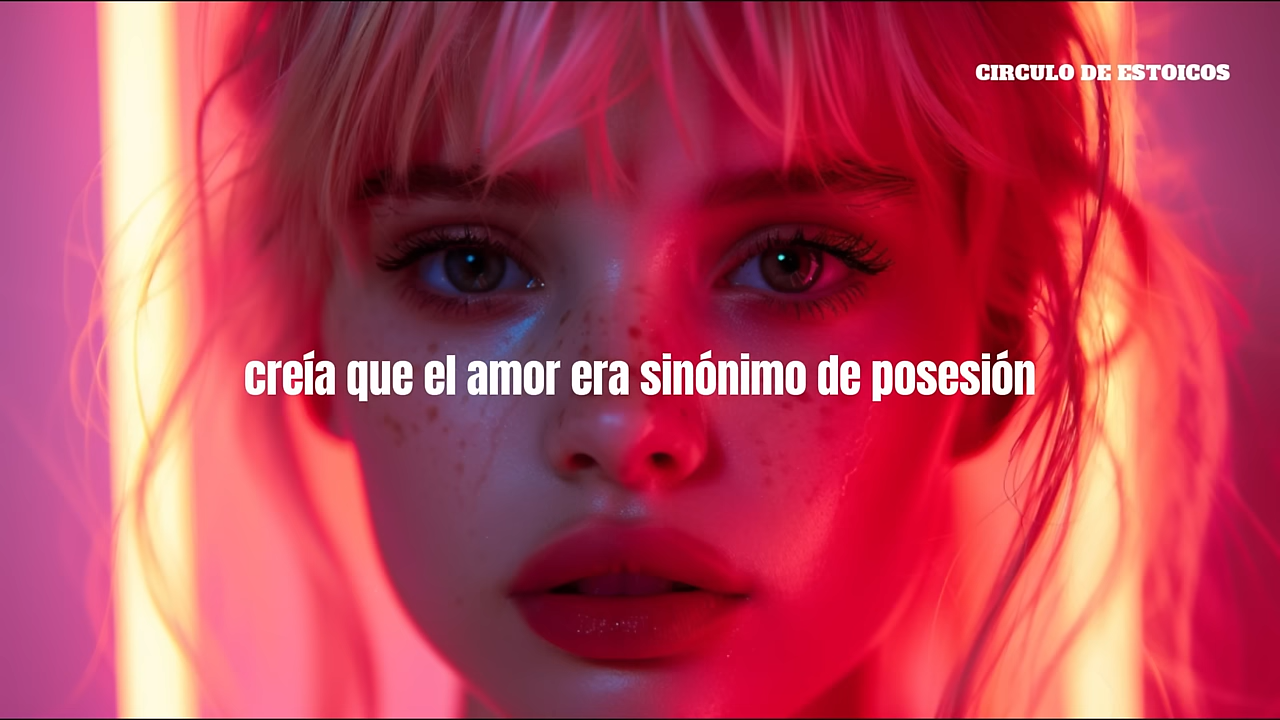 CIRCULO DE ESTOICOS
creía que el amor era sinónimo de posesión